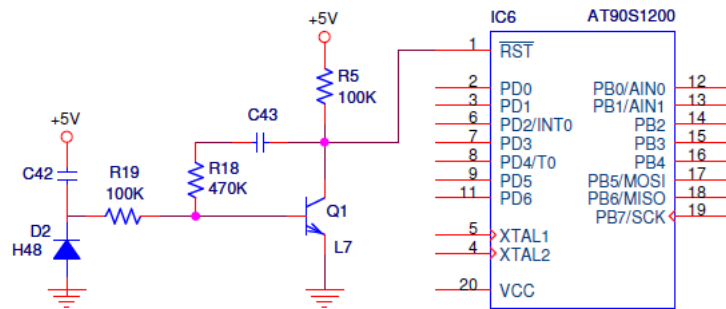 IC6 AT90S1200
+5V
1 RST
R5
100K
2 PD0 PB0/AIN0 12
3 PD1 PB1/AIN1 13
6 PD2/INT0 PB2 14
7 PD3 PB3 15
8 PD4/T0 PB4 16
9 PD5 PB5/MOSI 17
11 PD6 PB6/MISO 18
PB7/SCK 19
5 XTAL1
4 XTAL2
20 VCC
+5V
C43
C42
R19
100K
R18
470K
Q1
L7
D2
H48